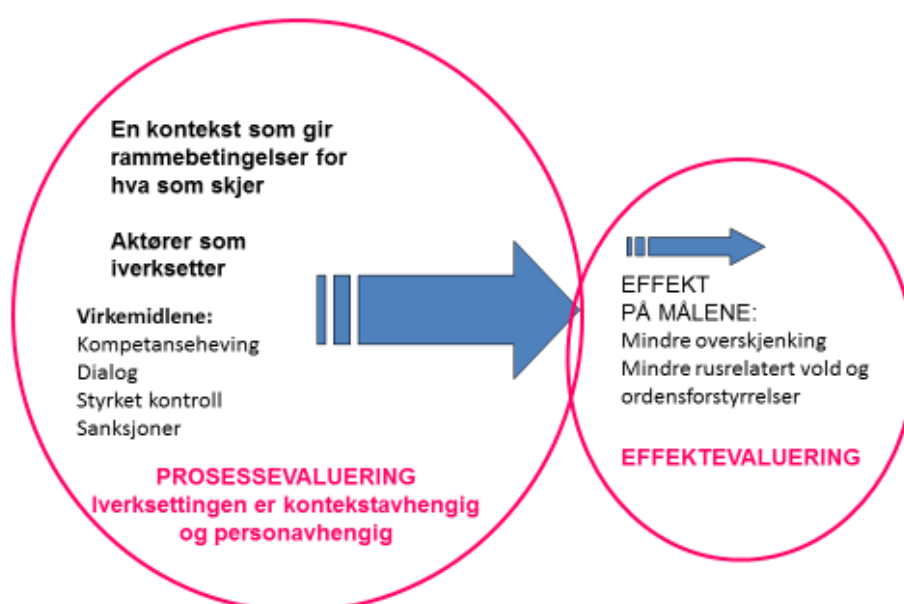 En kontekst som gir
rammebetingelser for
hva som skjer
Aktører som
iverksetter
Virkemidlene:
Kompetanseheving
Dialog
Styrket kontroll
Sanksjoner
PROSESSEVALUERING
Iverksettingen er kontekstavhengig
og personavhengig
EFFEKT
PÅ MÅLENE:
Mindre overskjenking
Mindre rusrelatert vold og
ordensforstyrrelser
EFFEKTEVALUERING